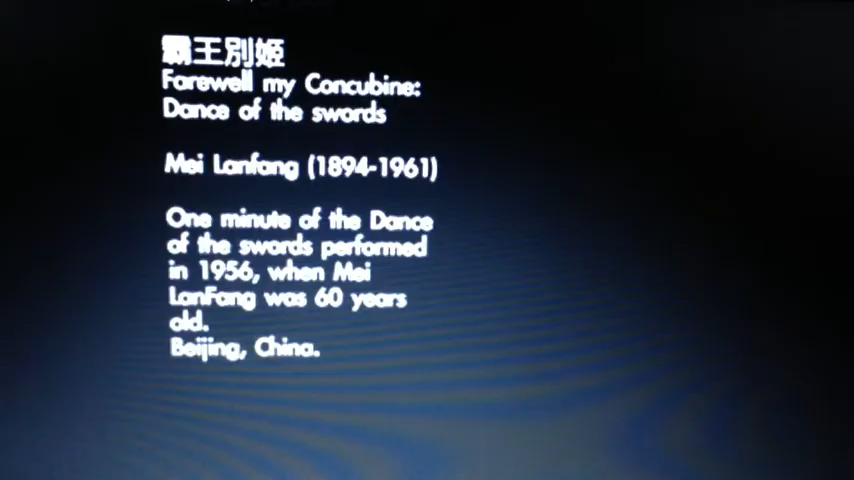 霸王別姬
Farewell my Concubine:
Dance of the swords
Mei Lanfang (1894-1961)
One minute of the Dance
of the swords performed
in 1956, when Mei
LanFang was 60 years
old.
Beijing, China.